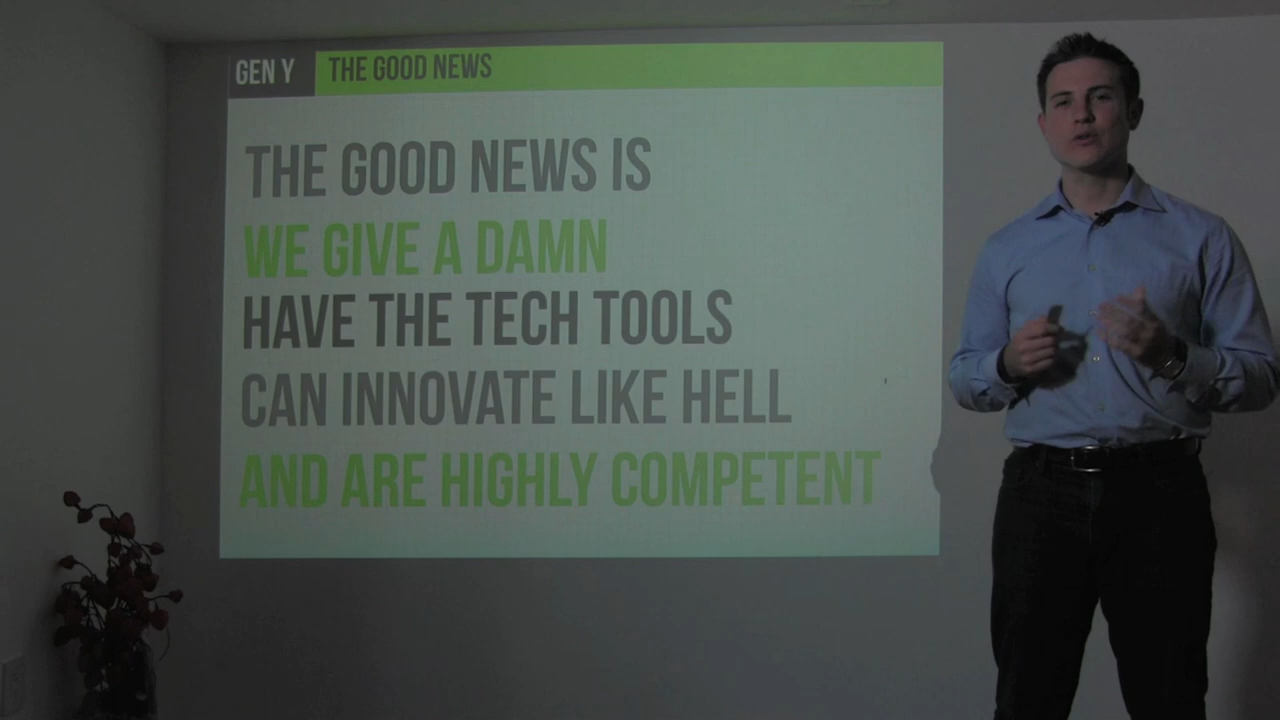 GEN Y THE GOOD NEWS
THE GOOD NEWS IS
WE GIVE A DAMN
HAVE THE TECH TOOLS
CAN INNOVATE LIKE HELL
AND ARE HIGHLY COMPETENT